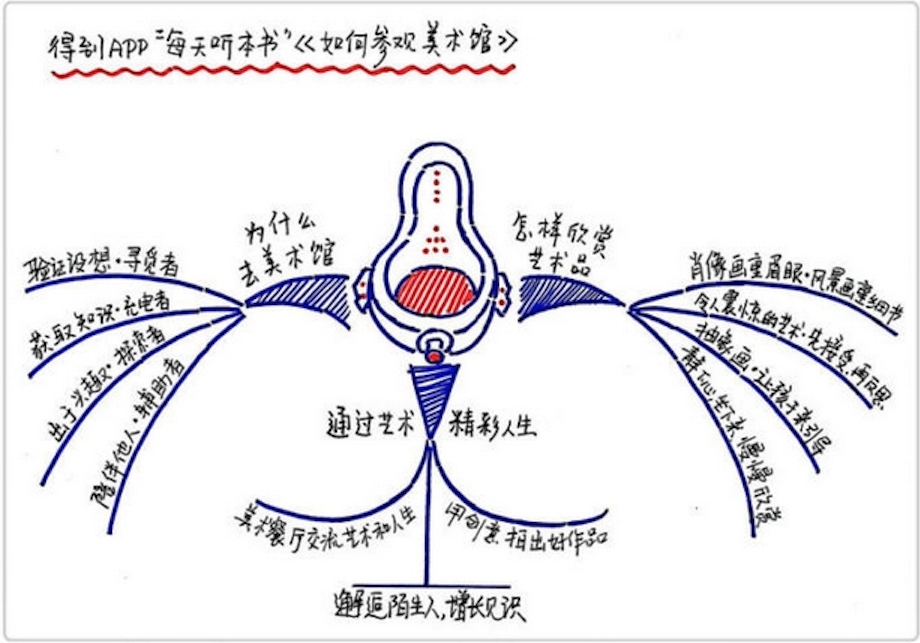 得到APP"每天听本书"《如何参观美术馆》
为什么
去美术馆
验证设想·寻觅者
获取知识·充电者
出于兴趣·探索者
陪伴他人·辅助者
怎样欣赏
艺术品
肖像画重眉眼·风景画重细书
令人震惊的艺术·先接受再反思
抽象画·让孩子来引导
静下心坐下来 慢慢欣赏
通过艺术 精彩人生
美术餐厅交流艺术和人生
用创意拍出好作品
邂逅陌生人,增长见识